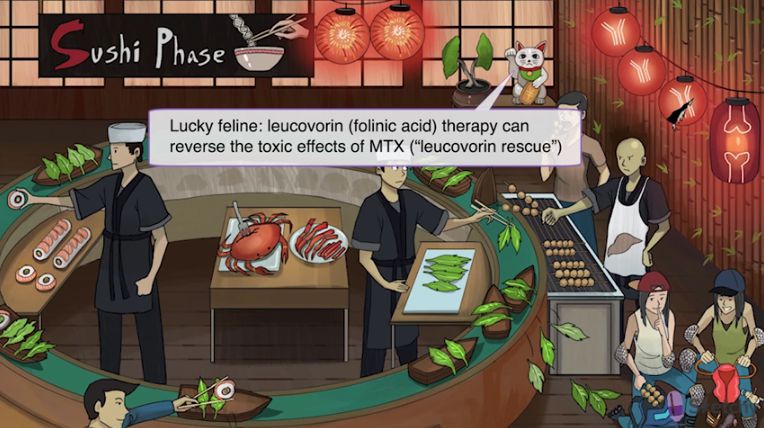 Sushi Phase
Lucky feline: leucovorin (folinic acid) therapy can
reverse the toxic effects of MTX (“leucovorin rescue”)